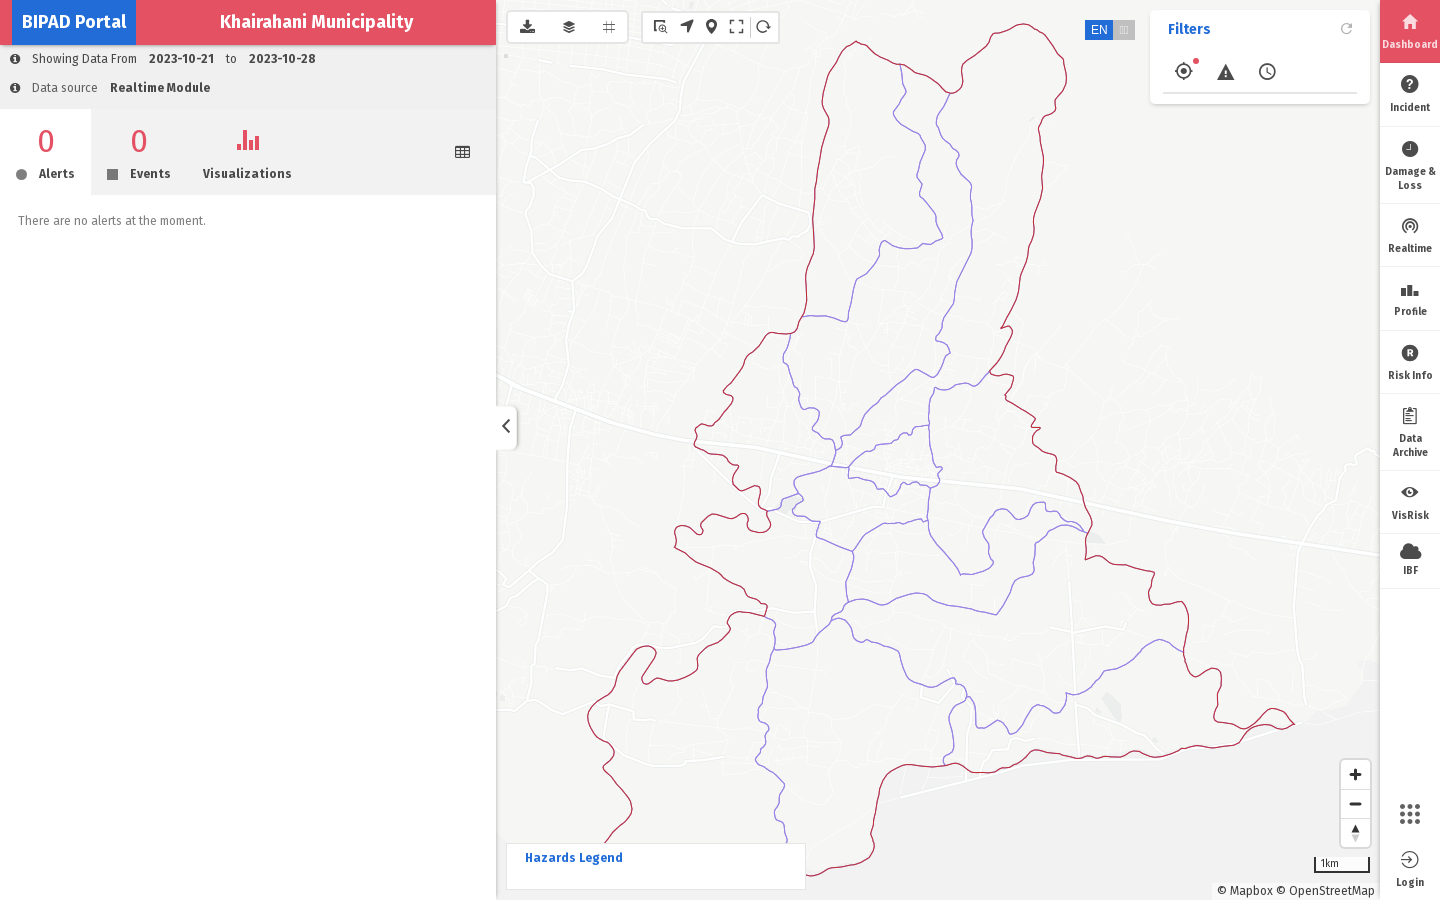 BIPAD Portal
Khairahani Municipality
Showing Data From 2023-10-21 to 2023-10-28
Data source Realtime Module
0
Alerts
0
Events
Visualizations
There are no alerts at the moment.
EN
Filters
Hazards Legend
1km
© Mapbox © OpenStreetMap
Dashboard
Incident
Damage &
Loss
Realtime
Profile
Risk Info
Data
Archive
VisRisk
IBF
Login